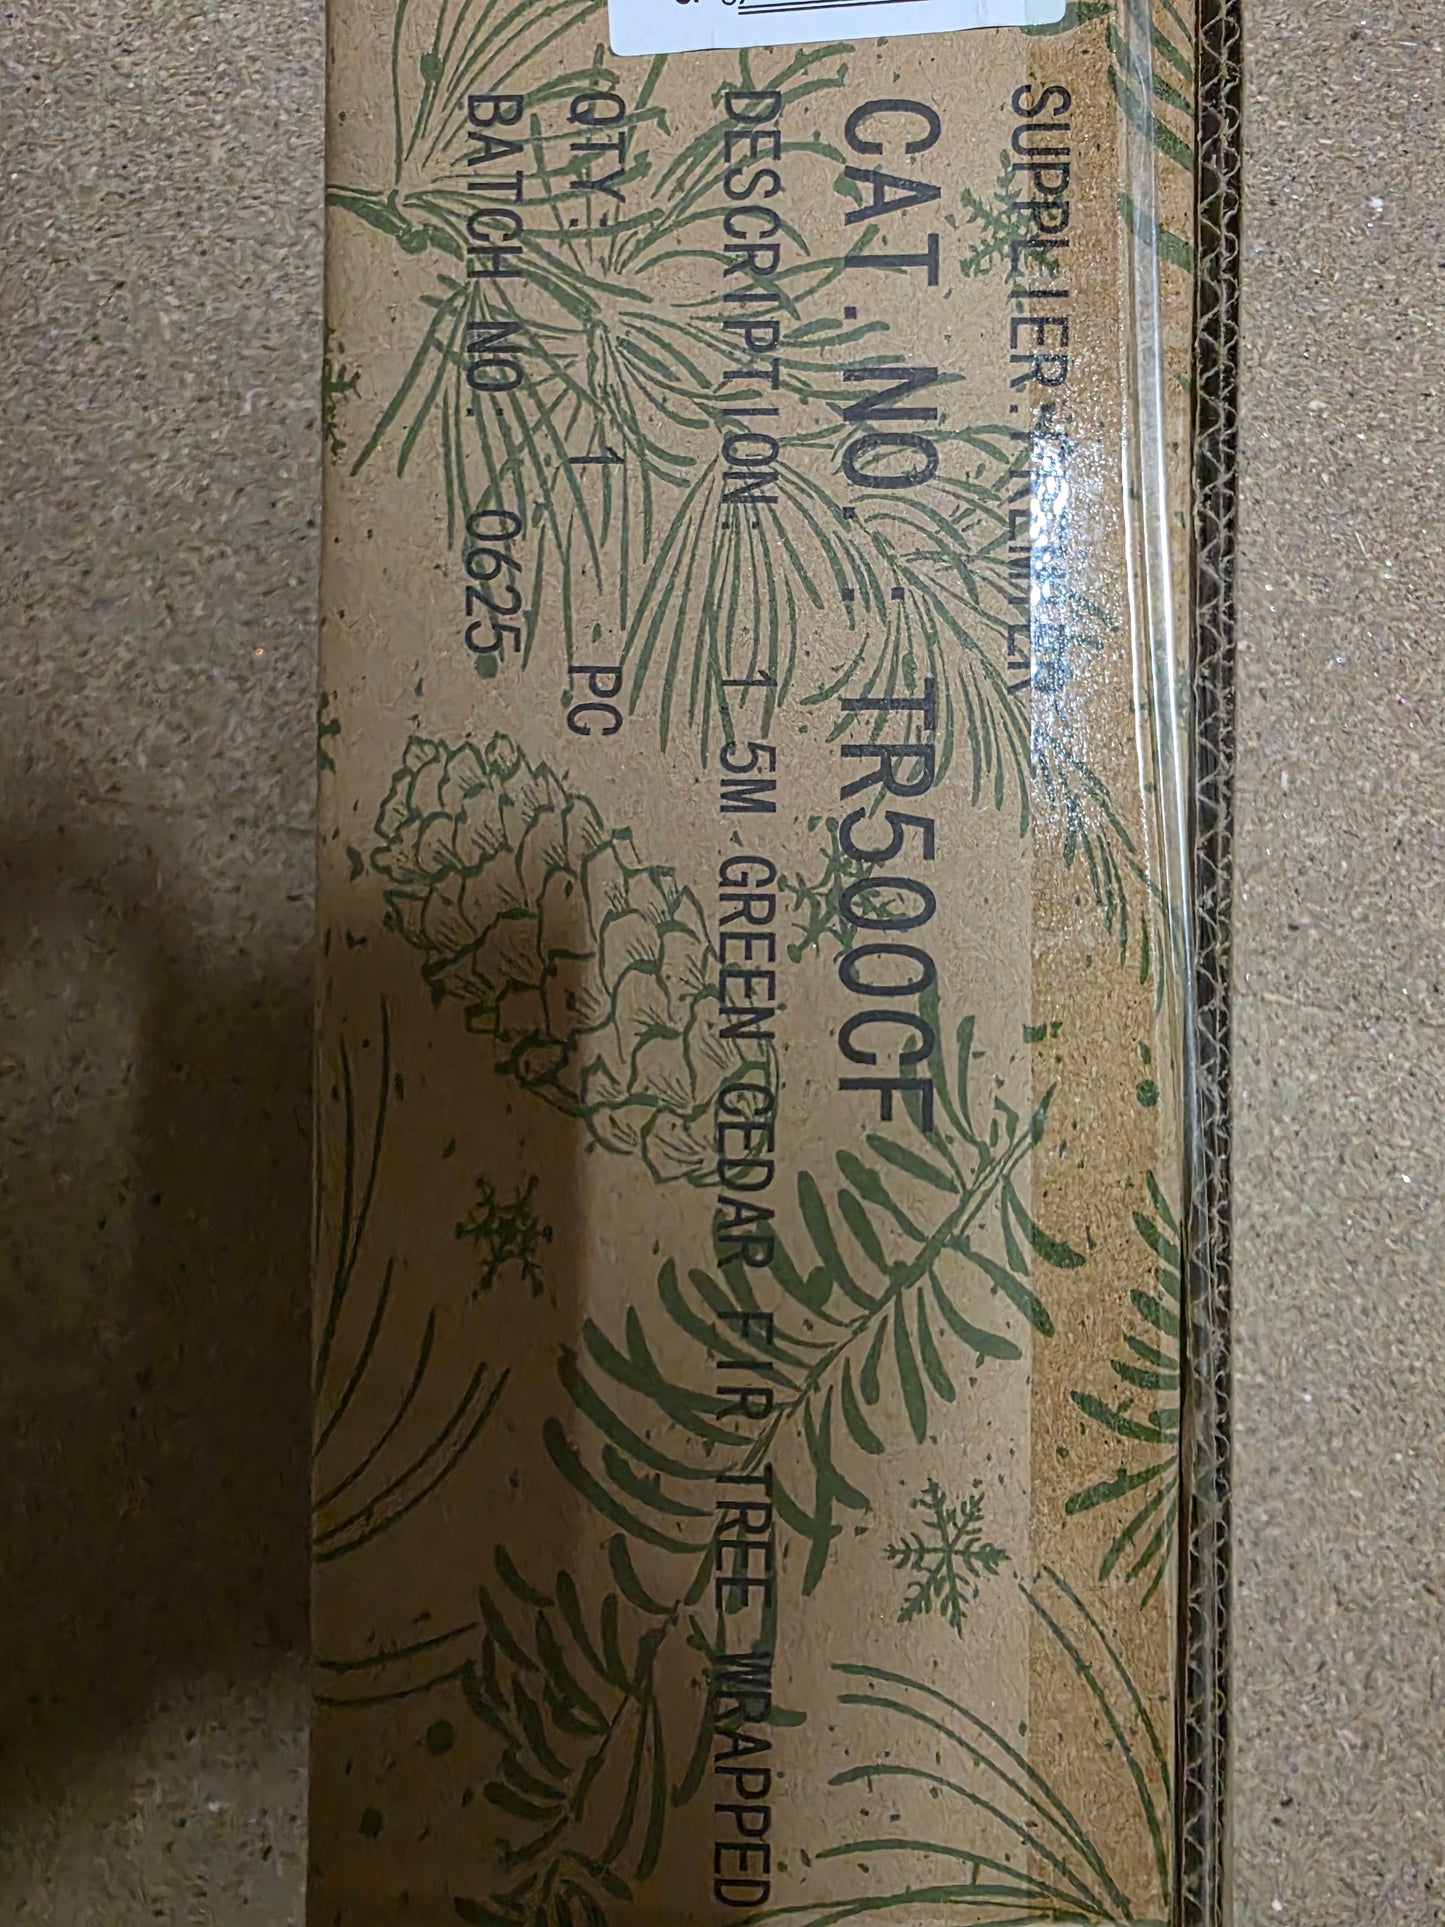 SUPPLIER: PREMIER
CAT.NO.: TR500CF
DESCRIPTION: 1.5M GREEN CEDAR FIR TREE WRAPPED
QTY: 1 PC
BATCH NO: 0625